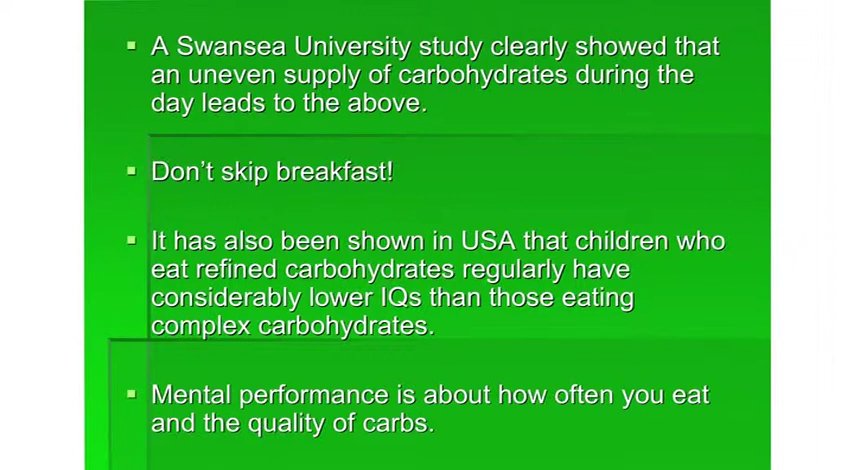 A Swansea University study clearly showed that
an uneven supply of carbohydrates during the
day leads to the above.
Don't skip breakfast!
It has also been shown in USA that children who
eat refined carbohydrates regularly have
considerably lower IQs than those eating
complex carbohydrates.
Mental performance is about how often you eat
and the quality of carbs.